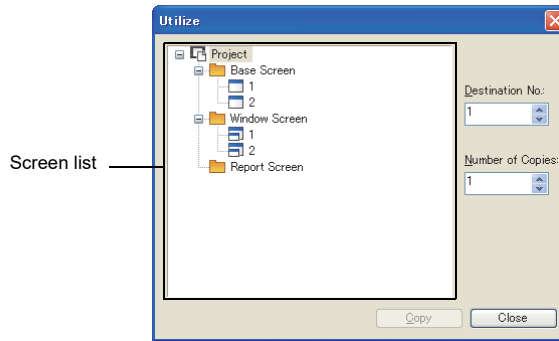 Utilize
Project
Base Screen
1
2
Window Screen
1
2
Report Screen
Screen list
Destination No.:
1
Number of Copies:
1
Copy
Close